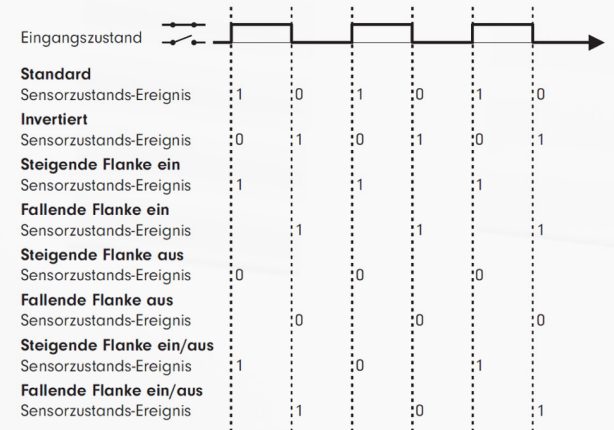 Eingangszustand
Standard
Sensorzustands-Ereignis 1 0 1 0 1 0
Invertiert
Sensorzustands-Ereignis 0 1 0 1 0 1
Steigende Flanke ein
Sensorzustands-Ereignis 1 1 1
Fallende Flanke ein
Sensorzustands-Ereignis 1 1 1
Steigende Flanke aus
Sensorzustands-Ereignis 0 0 0
Fallende Flanke aus
Sensorzustands-Ereignis 0 0 0
Steigende Flanke ein/aus
Sensorzustands-Ereignis 1 0 1
Fallende Flanke ein/aus
Sensorzustands-Ereignis 1 0 1